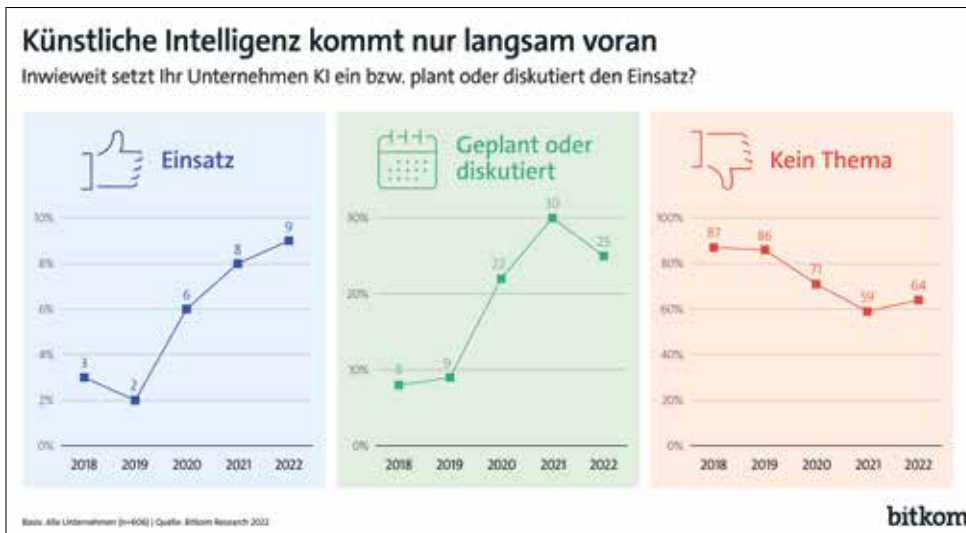 Künstliche Intelligenz kommt nur langsam voran
Inwieweit setzt Ihr Unternehmen KI ein bzw. plant oder diskutiert den Einsatz?
Einsatz
10%
8%
6%
4%
2%
0%
3
2
6
8
9
2018 2019 2020 2021 2022
Geplant oder
diskutiert
30%
20%
10%
0%
8
9
22
30
25
2018 2019 2020 2021 2022
Kein Thema
100%
80%
60%
40%
20%
0%
87
86
71
59
64
2018 2019 2020 2021 2022
Basis: Alle Unternehmen (n=606) | Quelle: Bitkom Research 2022
bitkom